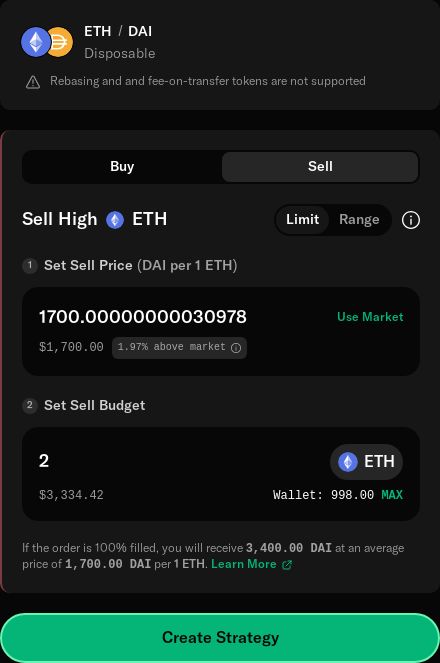 ETH / DAI
Disposable
Rebasing and and fee-on-transfer tokens are not supported
Buy
Sell
Sell High ETH
Limit
Range
1 Set Sell Price (DAI per 1 ETH)
1700.00000000030978
Use Market
$1,700.00
1.97% above market
2 Set Sell Budget
2
ETH
$3,334.42
Wallet: 998.00 MAX
If the order is 100% filled, you will receive 3,400.00 DAI at an average
price of 1,700.00 DAI per 1 ETH. Learn More
Create Strategy